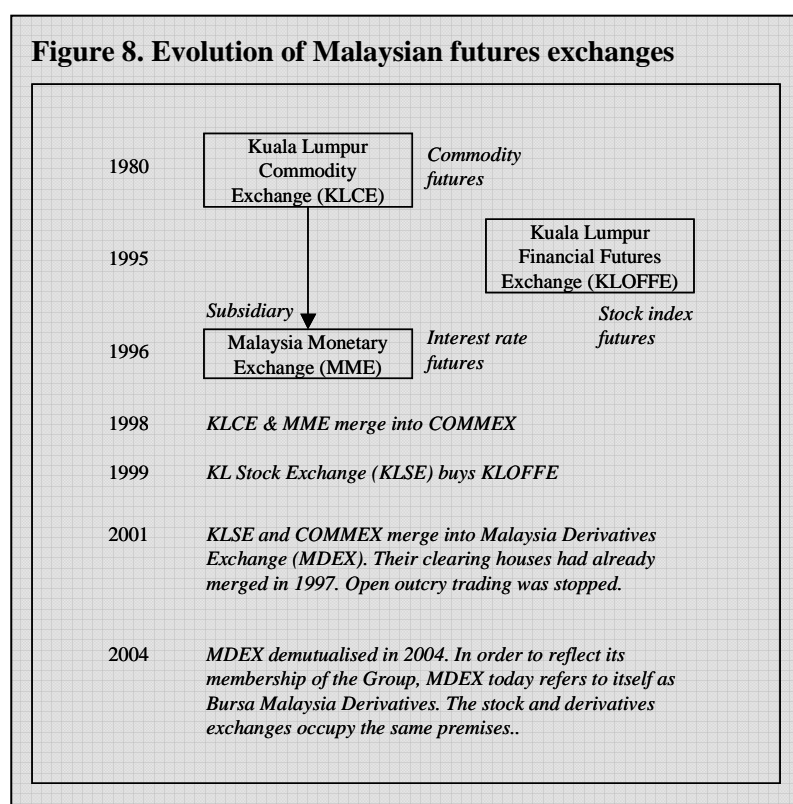 Figure 8. Evolution of Malaysian futures exchanges
1980
Kuala Lumpur
Commodity
Exchange (KLCE)
Commodity
futures
1995
Kuala Lumpur
Financial Futures
Exchange (KLOFFE)
Stock index
futures
Subsidiary
1996
Malaysia Monetary
Exchange (MME)
Interest rate
futures
1998
KLCE & MME merge into COMMEX
1999
KL Stock Exchange (KLSE) buys KLOFFE
2001
KLSE and COMMEX merge into Malaysia Derivatives
Exchange (MDEX). Their clearing houses had already
merged in 1997. Open outcry trading was stopped.
2004
MDEX demutualised in 2004. In order to reflect its
membership of the Group, MDEX today refers to itself as
Bursa Malaysia Derivatives. The stock and derivatives
exchanges occupy the same premises..